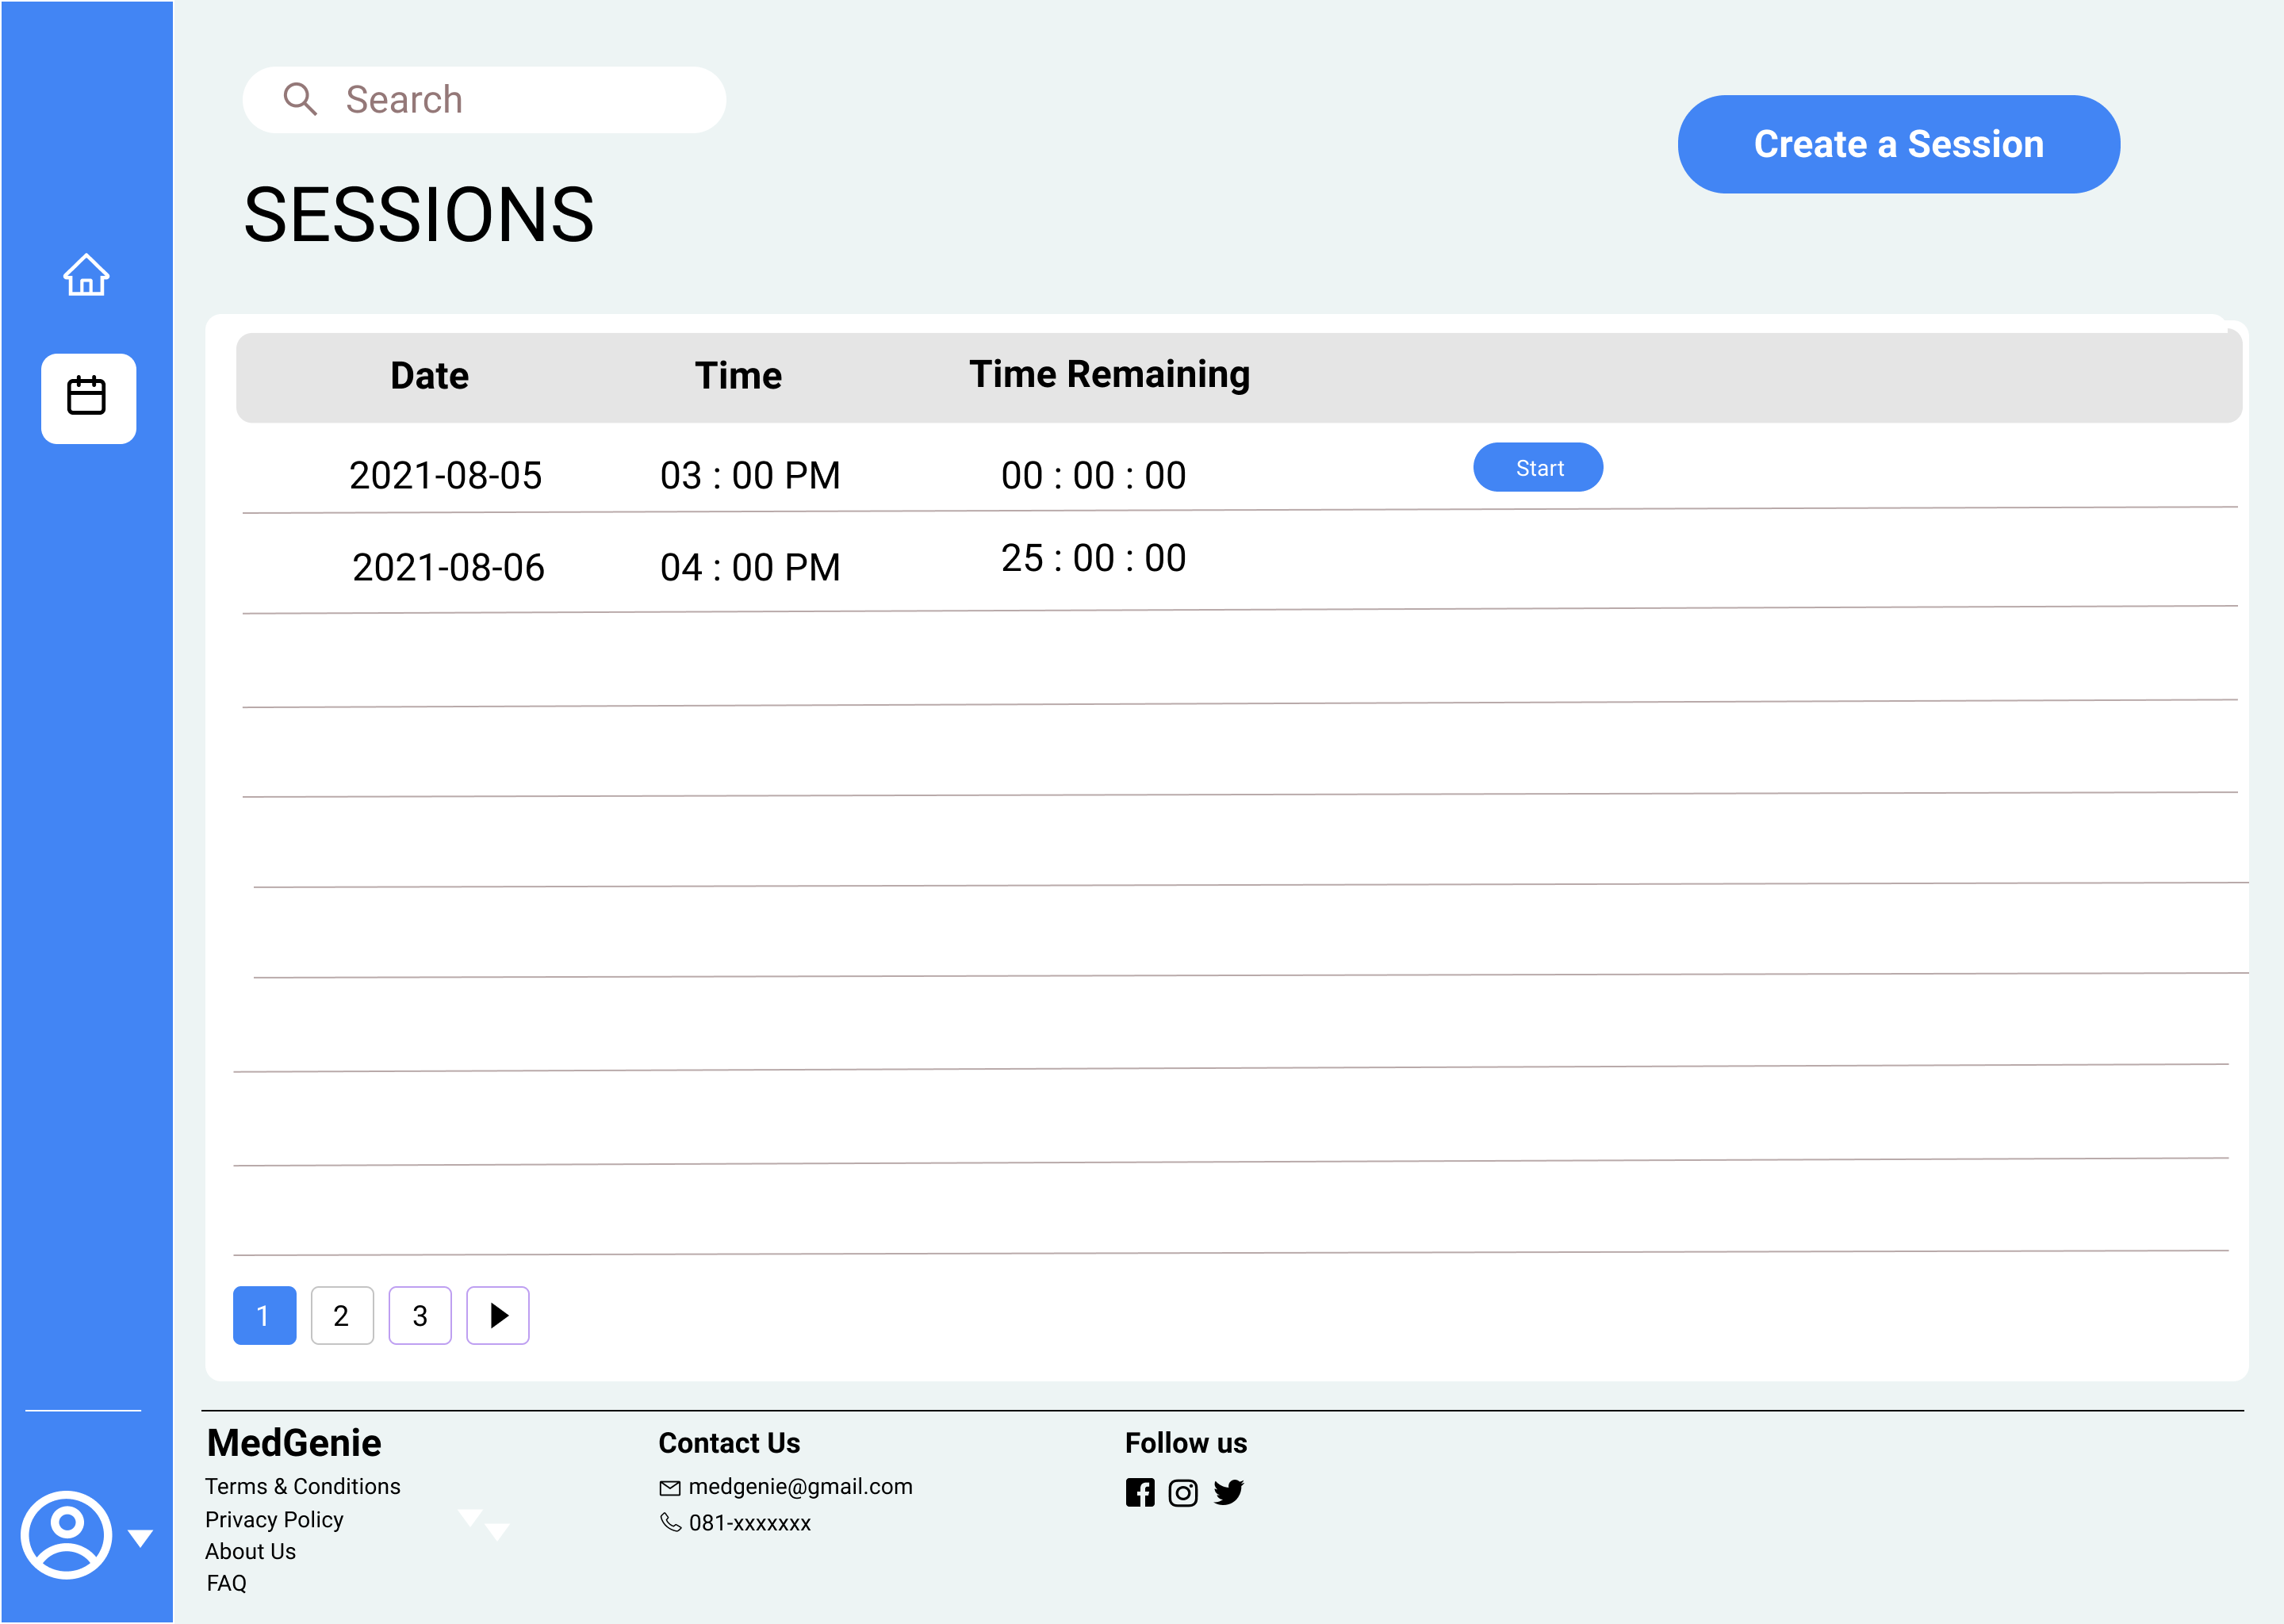 Search
Create a Session
SESSIONS
Date Time Time Remaining
2021-08-05 03 : 00 PM 00 : 00 : 00 Start
2021-08-06 04 : 00 PM 25 : 00 : 00
1 2 3
MedGenie Contact Us Follow us
Terms & Conditions medgenie@gmail.com
Privacy Policy 081-xxxxxxx
About Us
FAQ